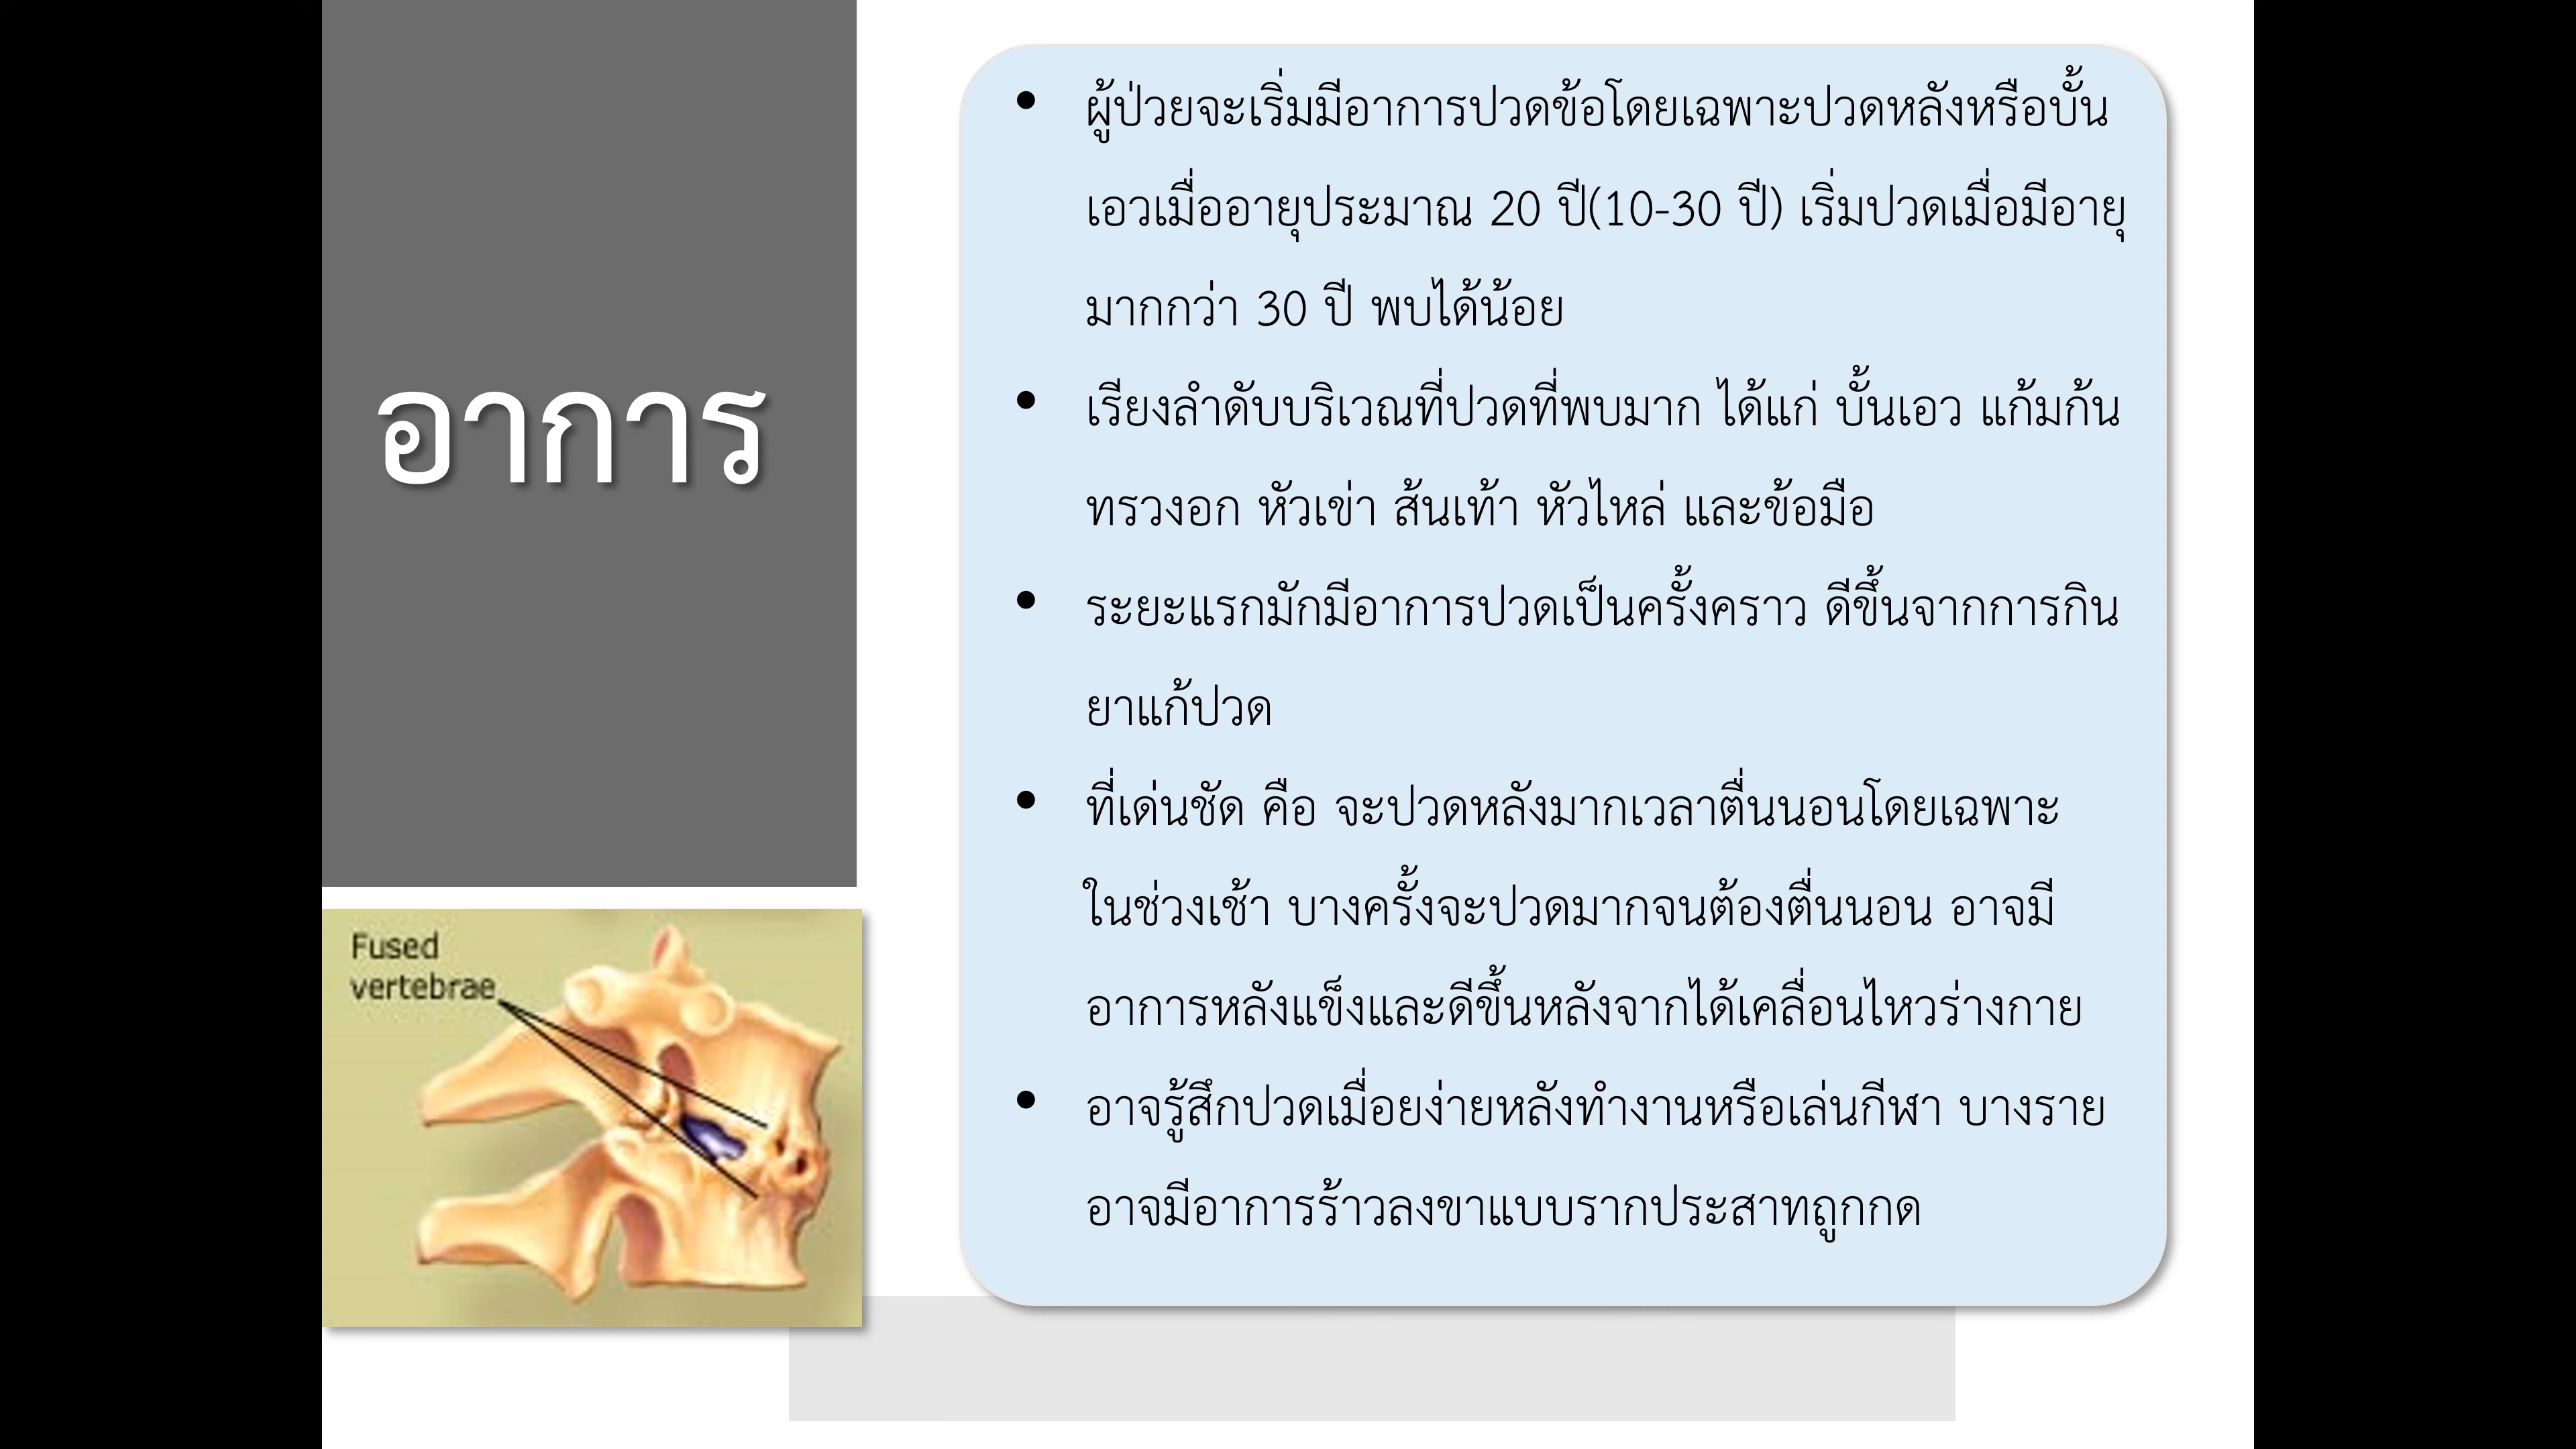 อาการ
• ผู้ป่วยจะเริ่มมีอาการปวดข้อโดยเฉพาะปวดหลังหรือบั้น
เอวเมื่ออายุประมาณ 20 ปี(10-30 ปี) เริ่มปวดเมื่อมีอายุ
มากกว่า 30 ปี พบได้น้อย
• เรียงลำดับบริเวณที่ปวดที่พบมาก ได้แก่ บั้นเอว แก้มก้น
ทรวงอก หัวเข่า ส้นเท้า หัวไหล่ และข้อมือ
• ระยะแรกมักมีอาการปวดเป็นครั้งคราว ดีขึ้นจากการกิน
ยาแก้ปวด
• ที่เด่นชัด คือ จะปวดหลังมากเวลาตื่นนอนโดยเฉพาะ
ในช่วงเช้า บางครั้งจะปวดมากจนต้องตื่นนอน อาจมี
อาการหลังแข็งและดีขึ้นหลังจากได้เคลื่อนไหวร่างกาย
• อาจรู้สึกปวดเมื่อยง่ายหลังทำงานหรือเล่นกีฬา บางราย
อาจมีอาการร้าวลงขาแบบรากประสาทถูกกด
Fused
vertebrae